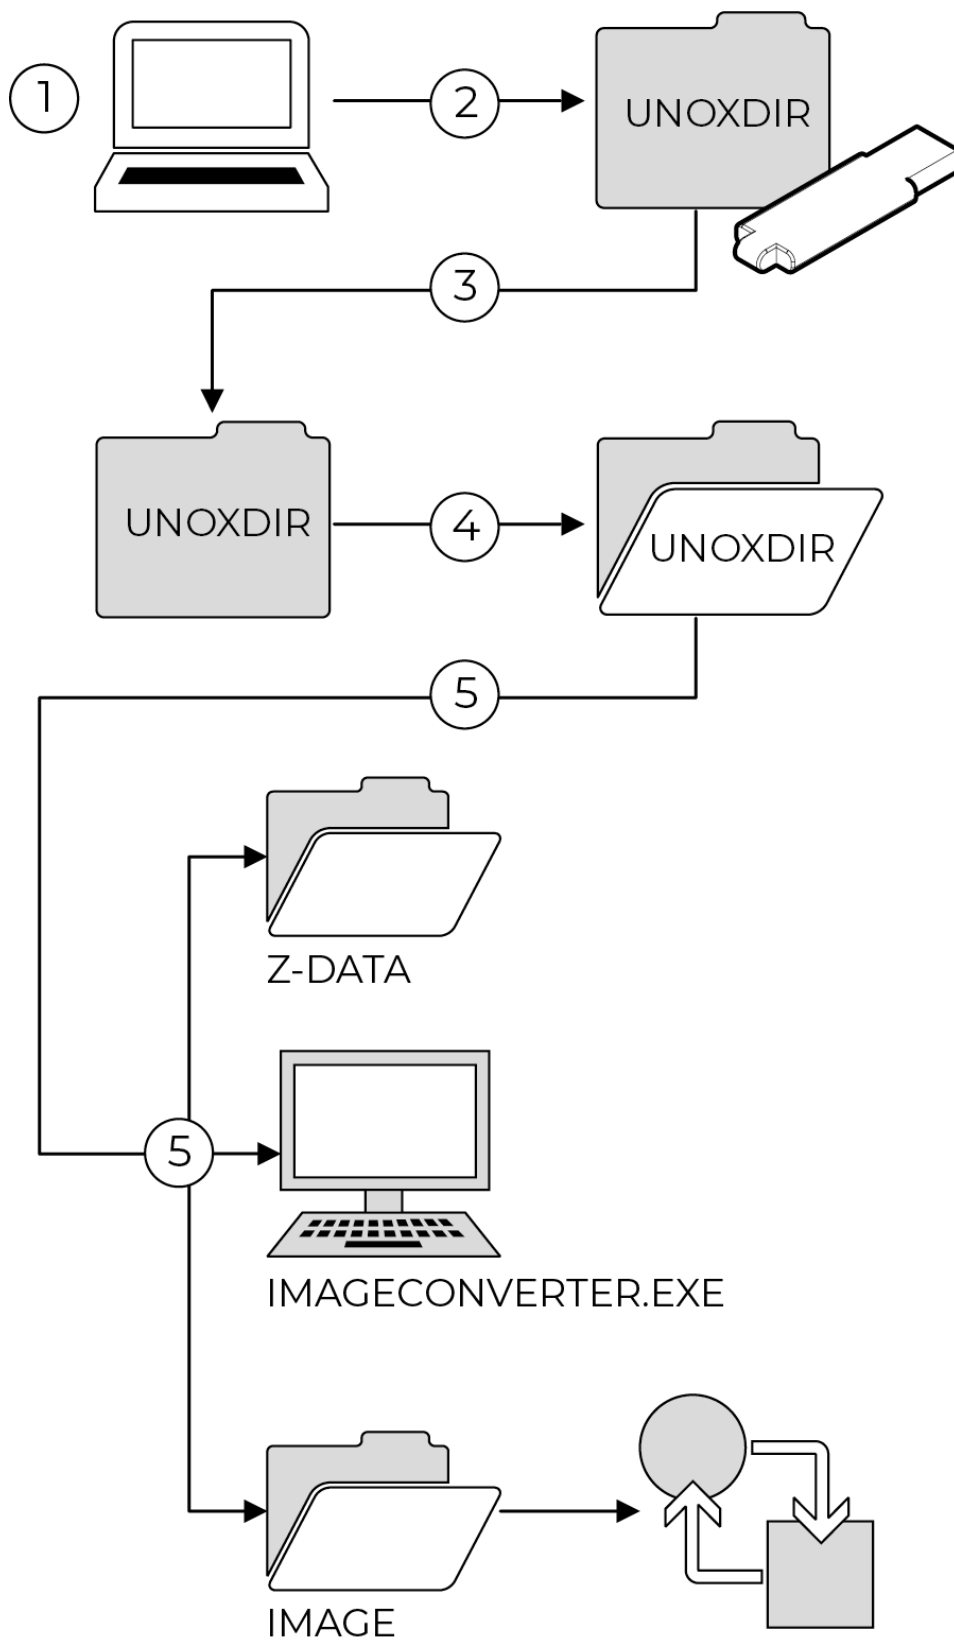 1
2
UNOXDIR
3
UNOXDIR
4
UNOXDIR
5
Z-DATA
5
IMAGECONVERTER.EXE
IMAGE